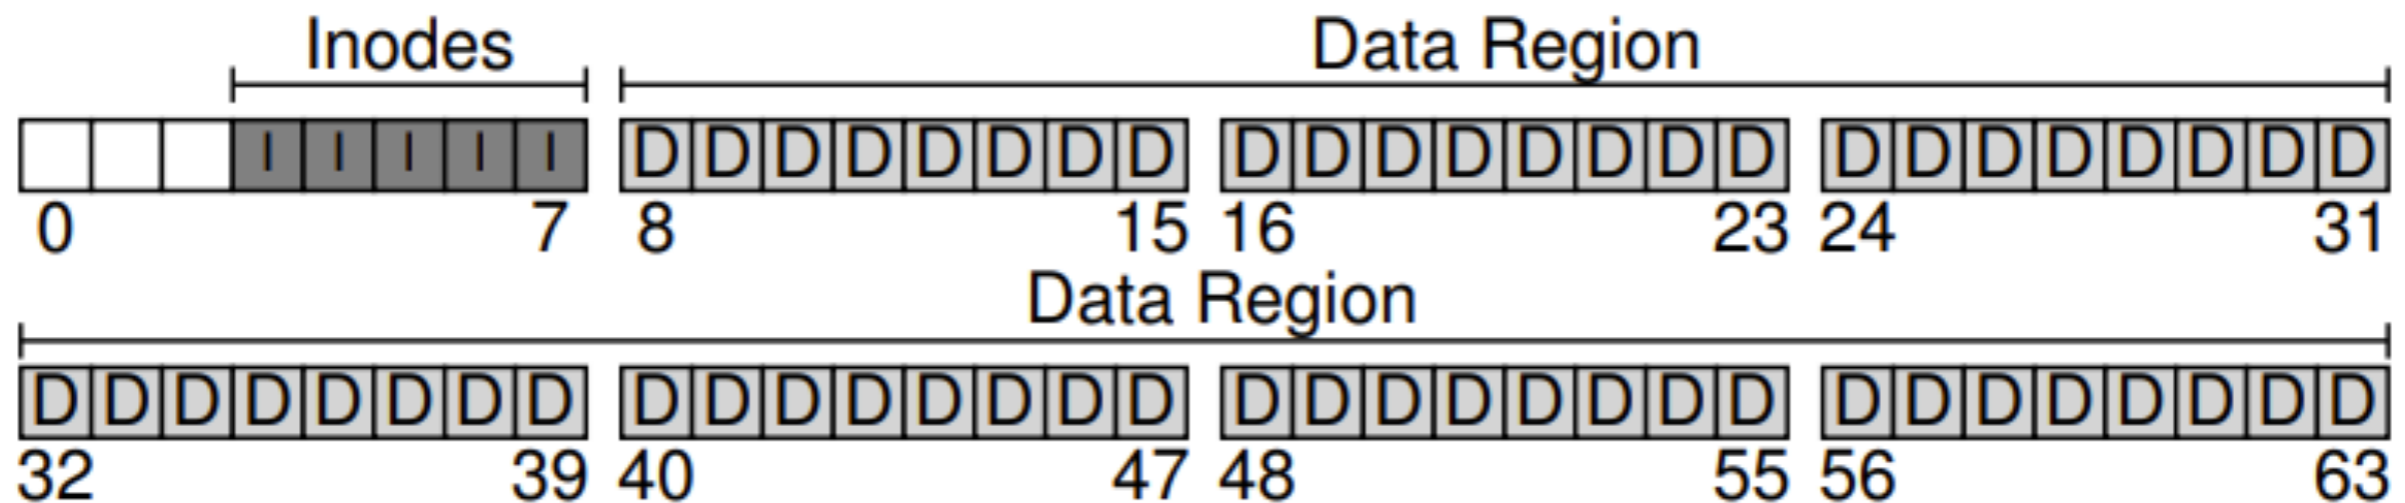 Inodes Data Region
I I I I I D D D D D D D D D D D D D D D D D D D D D D D D
0 7 8 15 16 23 24 31
Data Region
D D D D D D D D D D D D D D D D D D D D D D D D D D D D D D D D
32 39 40 47 48 55 56 63